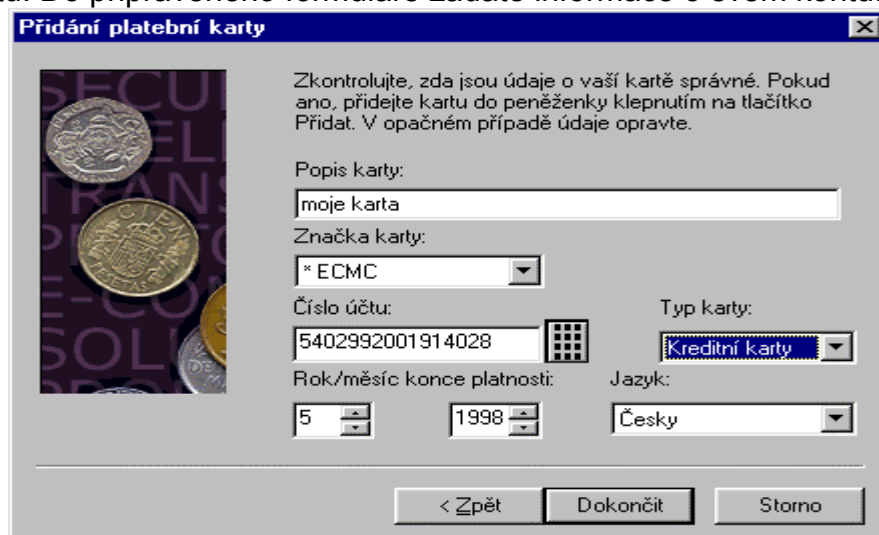 Přidání platební karty
Zkontrolujte, zda jsou údaje o vaší kartě správné. Pokud
ano, přidejte kartu do peněženky klepnutím na tlačítko
Přidat. V opačném případě údaje opravte.
Popis karty:
moje karta
Značka karty:
* ECMC
Číslo účtu:
Typ karty:
5402992001914028
Kreditní karty
Rok/měsíc konce platnosti:
Jazyk:
5
1998
Česky
< Zpět
Dokončit
Storno